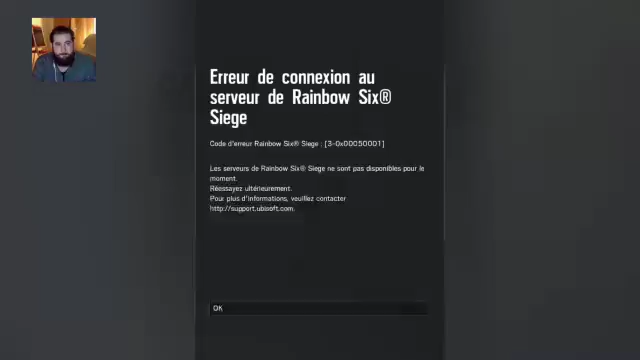 Erreur de connexion au
serveur de Rainbow Six®
Siege
Code d'erreur Rainbow Six® Siege : [3-0x00050001]
Les serveurs de Rainbow Six® Siege ne sont pas disponibles pour le
moment.
Réessayez ultérieurement.
Pour plus d'informations, veuillez contacter
http://support.ubisoft.com.
OK